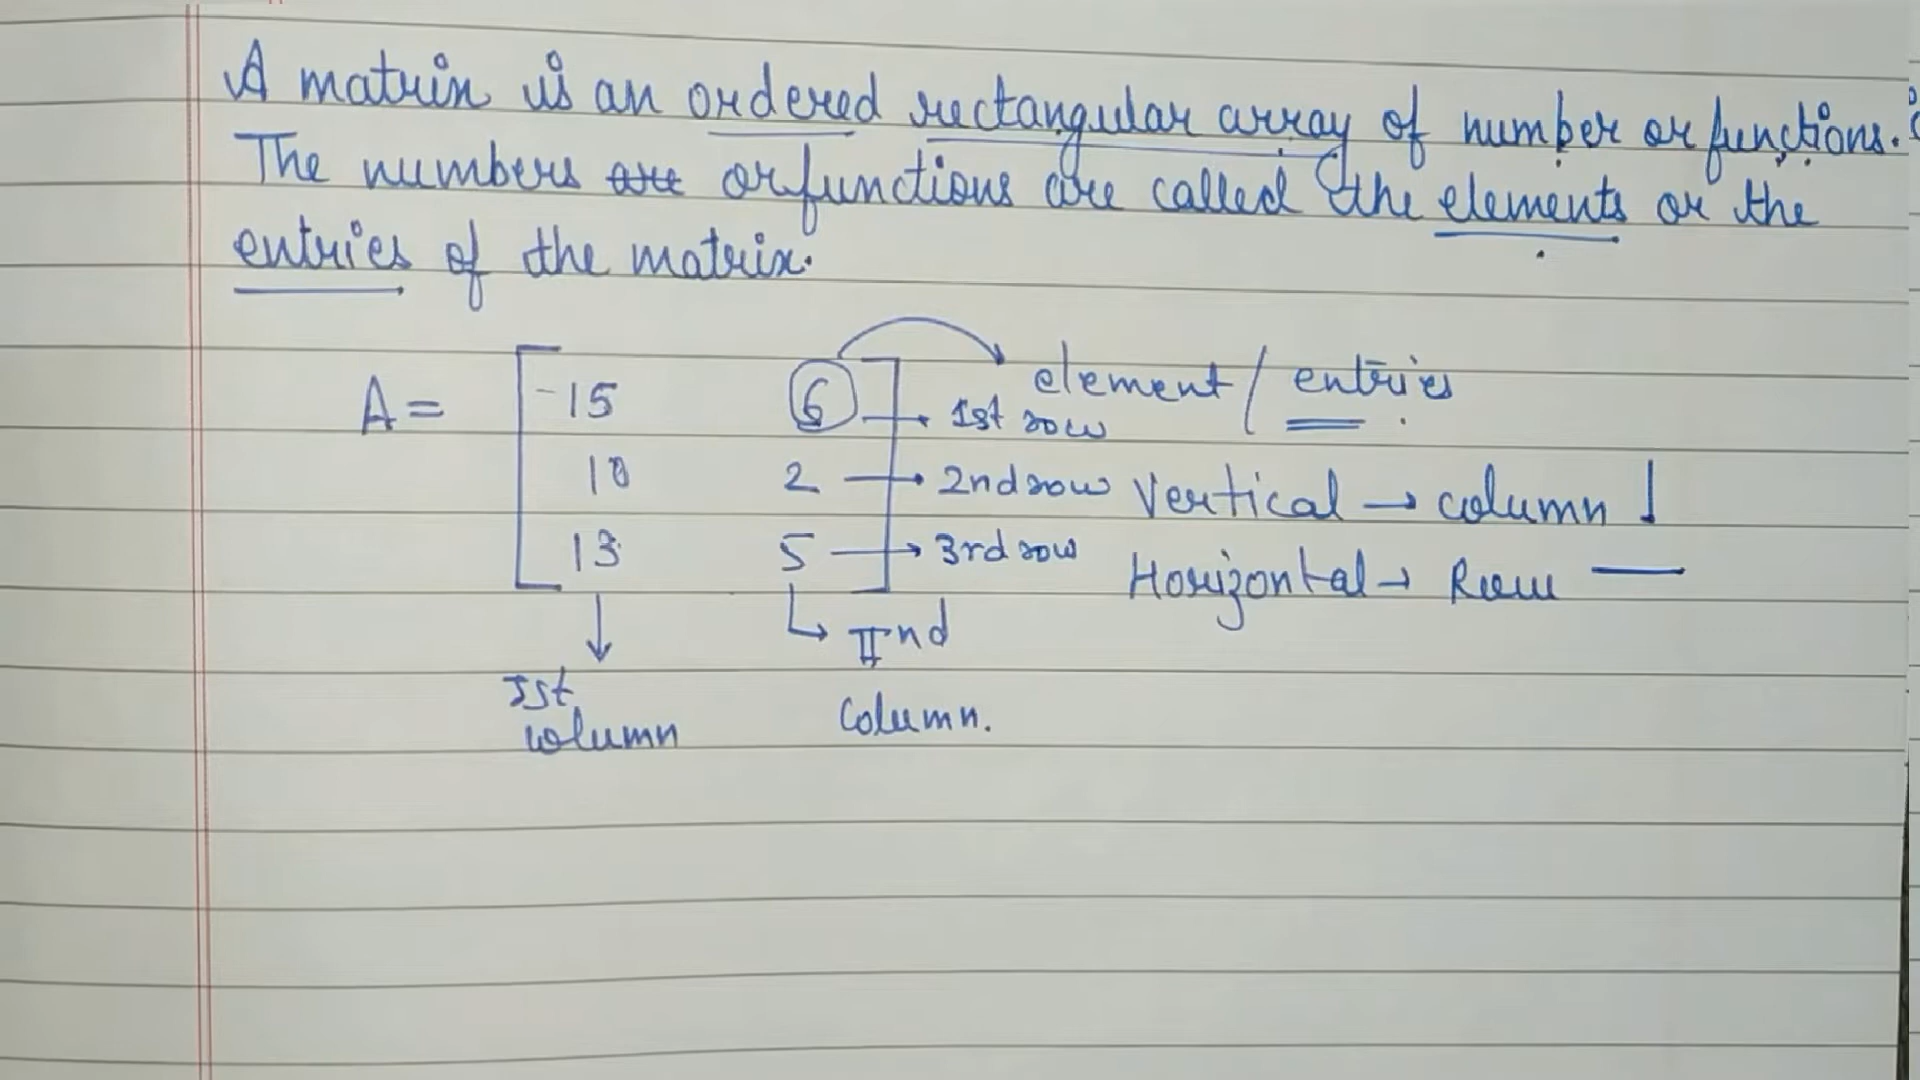 A matrix is an ordered rectangular array of number or functions.
The numbers are or functions are called the elements or the
entries of the matrix.
A = [ -15 6 ] element / entries
→ 1st row
10 2 → 2nd row Vertical → column
13 5 → 3rd row Horizontal → Row —
IInd
Ist
column Column.